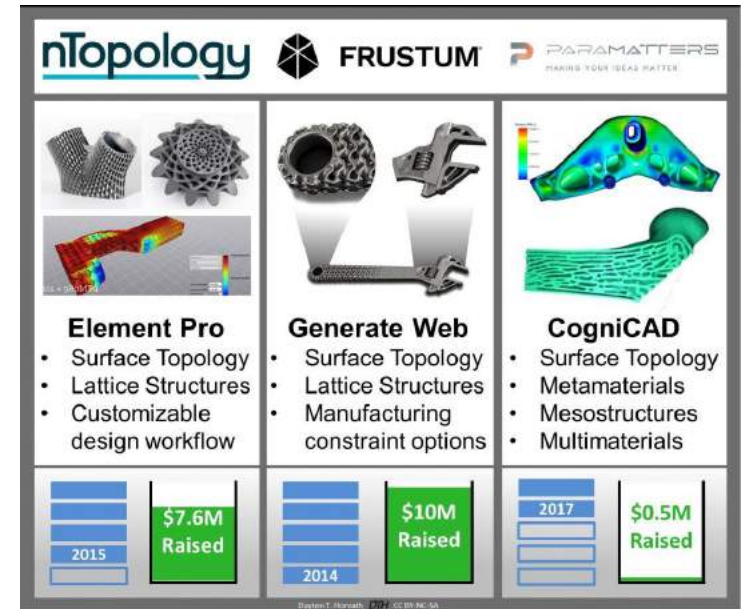 nTopology
FRUSTUM
PARAMATTERS
MAKING YOUR IDEAS MATTER
Element Pro
• Surface Topology
• Lattice Structures
• Customizable
design workflow
2015
$7.6M
Raised
Generate Web
• Surface Topology
• Lattice Structures
• Manufacturing
constraint options
2014
$10M
Raised
CogniCAD
• Surface Topology
• Metamaterials
• Mesostructures
• Multimaterials
2017
$0.5M
Raised
CC BY-NC-SA